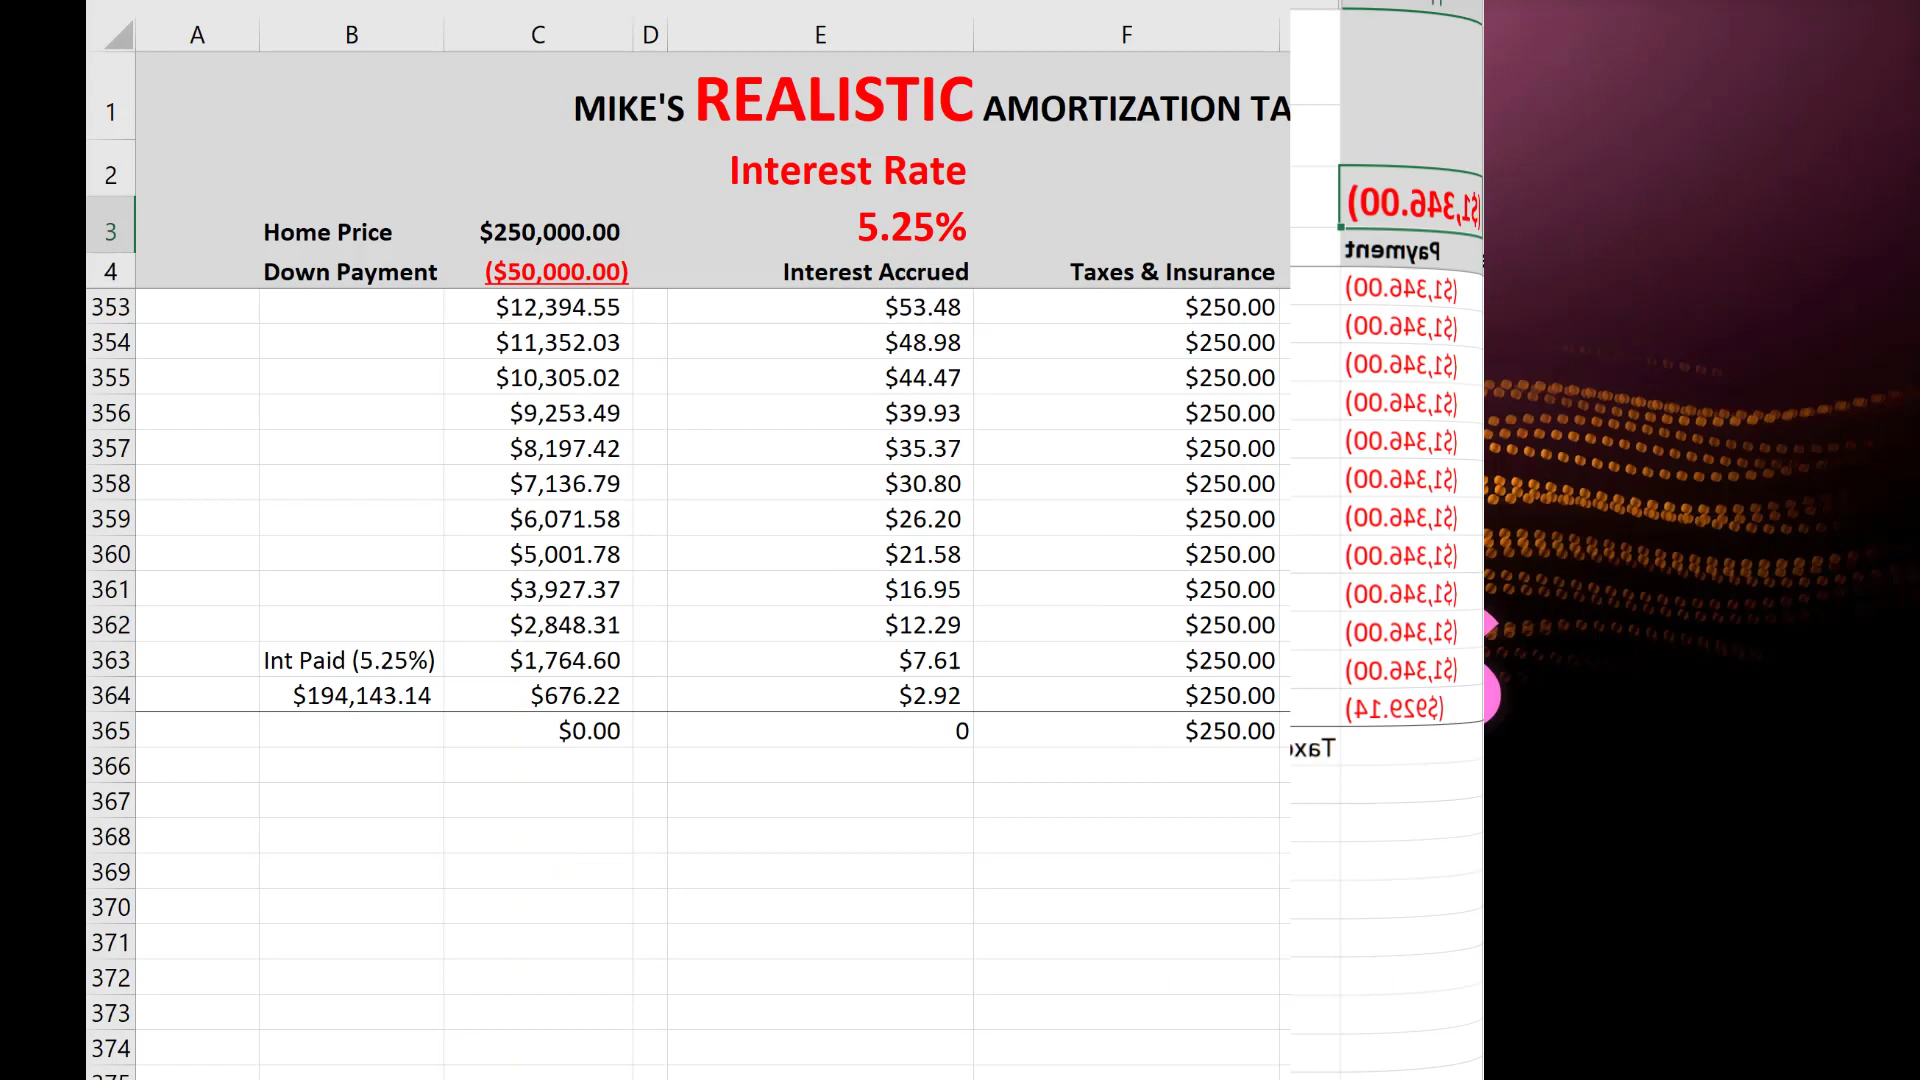 A B C D E F
1 MIKE'S REALISTIC AMORTIZATION TA
2 Interest Rate
3 Home Price $250,000.00 5.25% ($1,346.00)
4 Down Payment ($50,000.00) Interest Accrued Taxes & Insurance Payment
353 $12,394.55 $53.48 $250.00 ($1,346.00)
354 $11,352.03 $48.98 $250.00 ($1,346.00)
355 $10,305.02 $44.47 $250.00 ($1,346.00)
356 $9,253.49 $39.93 $250.00 ($1,346.00)
357 $8,197.42 $35.37 $250.00 ($1,346.00)
358 $7,136.79 $30.80 $250.00 ($1,346.00)
359 $6,071.58 $26.20 $250.00 ($1,346.00)
360 $5,001.78 $21.58 $250.00 ($1,346.00)
361 $3,927.37 $16.95 $250.00 ($1,346.00)
362 $2,848.31 $12.29 $250.00 ($1,346.00)
363 Int Paid (5.25%) $1,764.60 $7.61 $250.00 ($1,346.00)
364 $194,143.14 $676.22 $2.92 $250.00 ($929.14)
365 $0.00 0 $250.00 Taxe
366
367
368
369
370
371
372
373
374